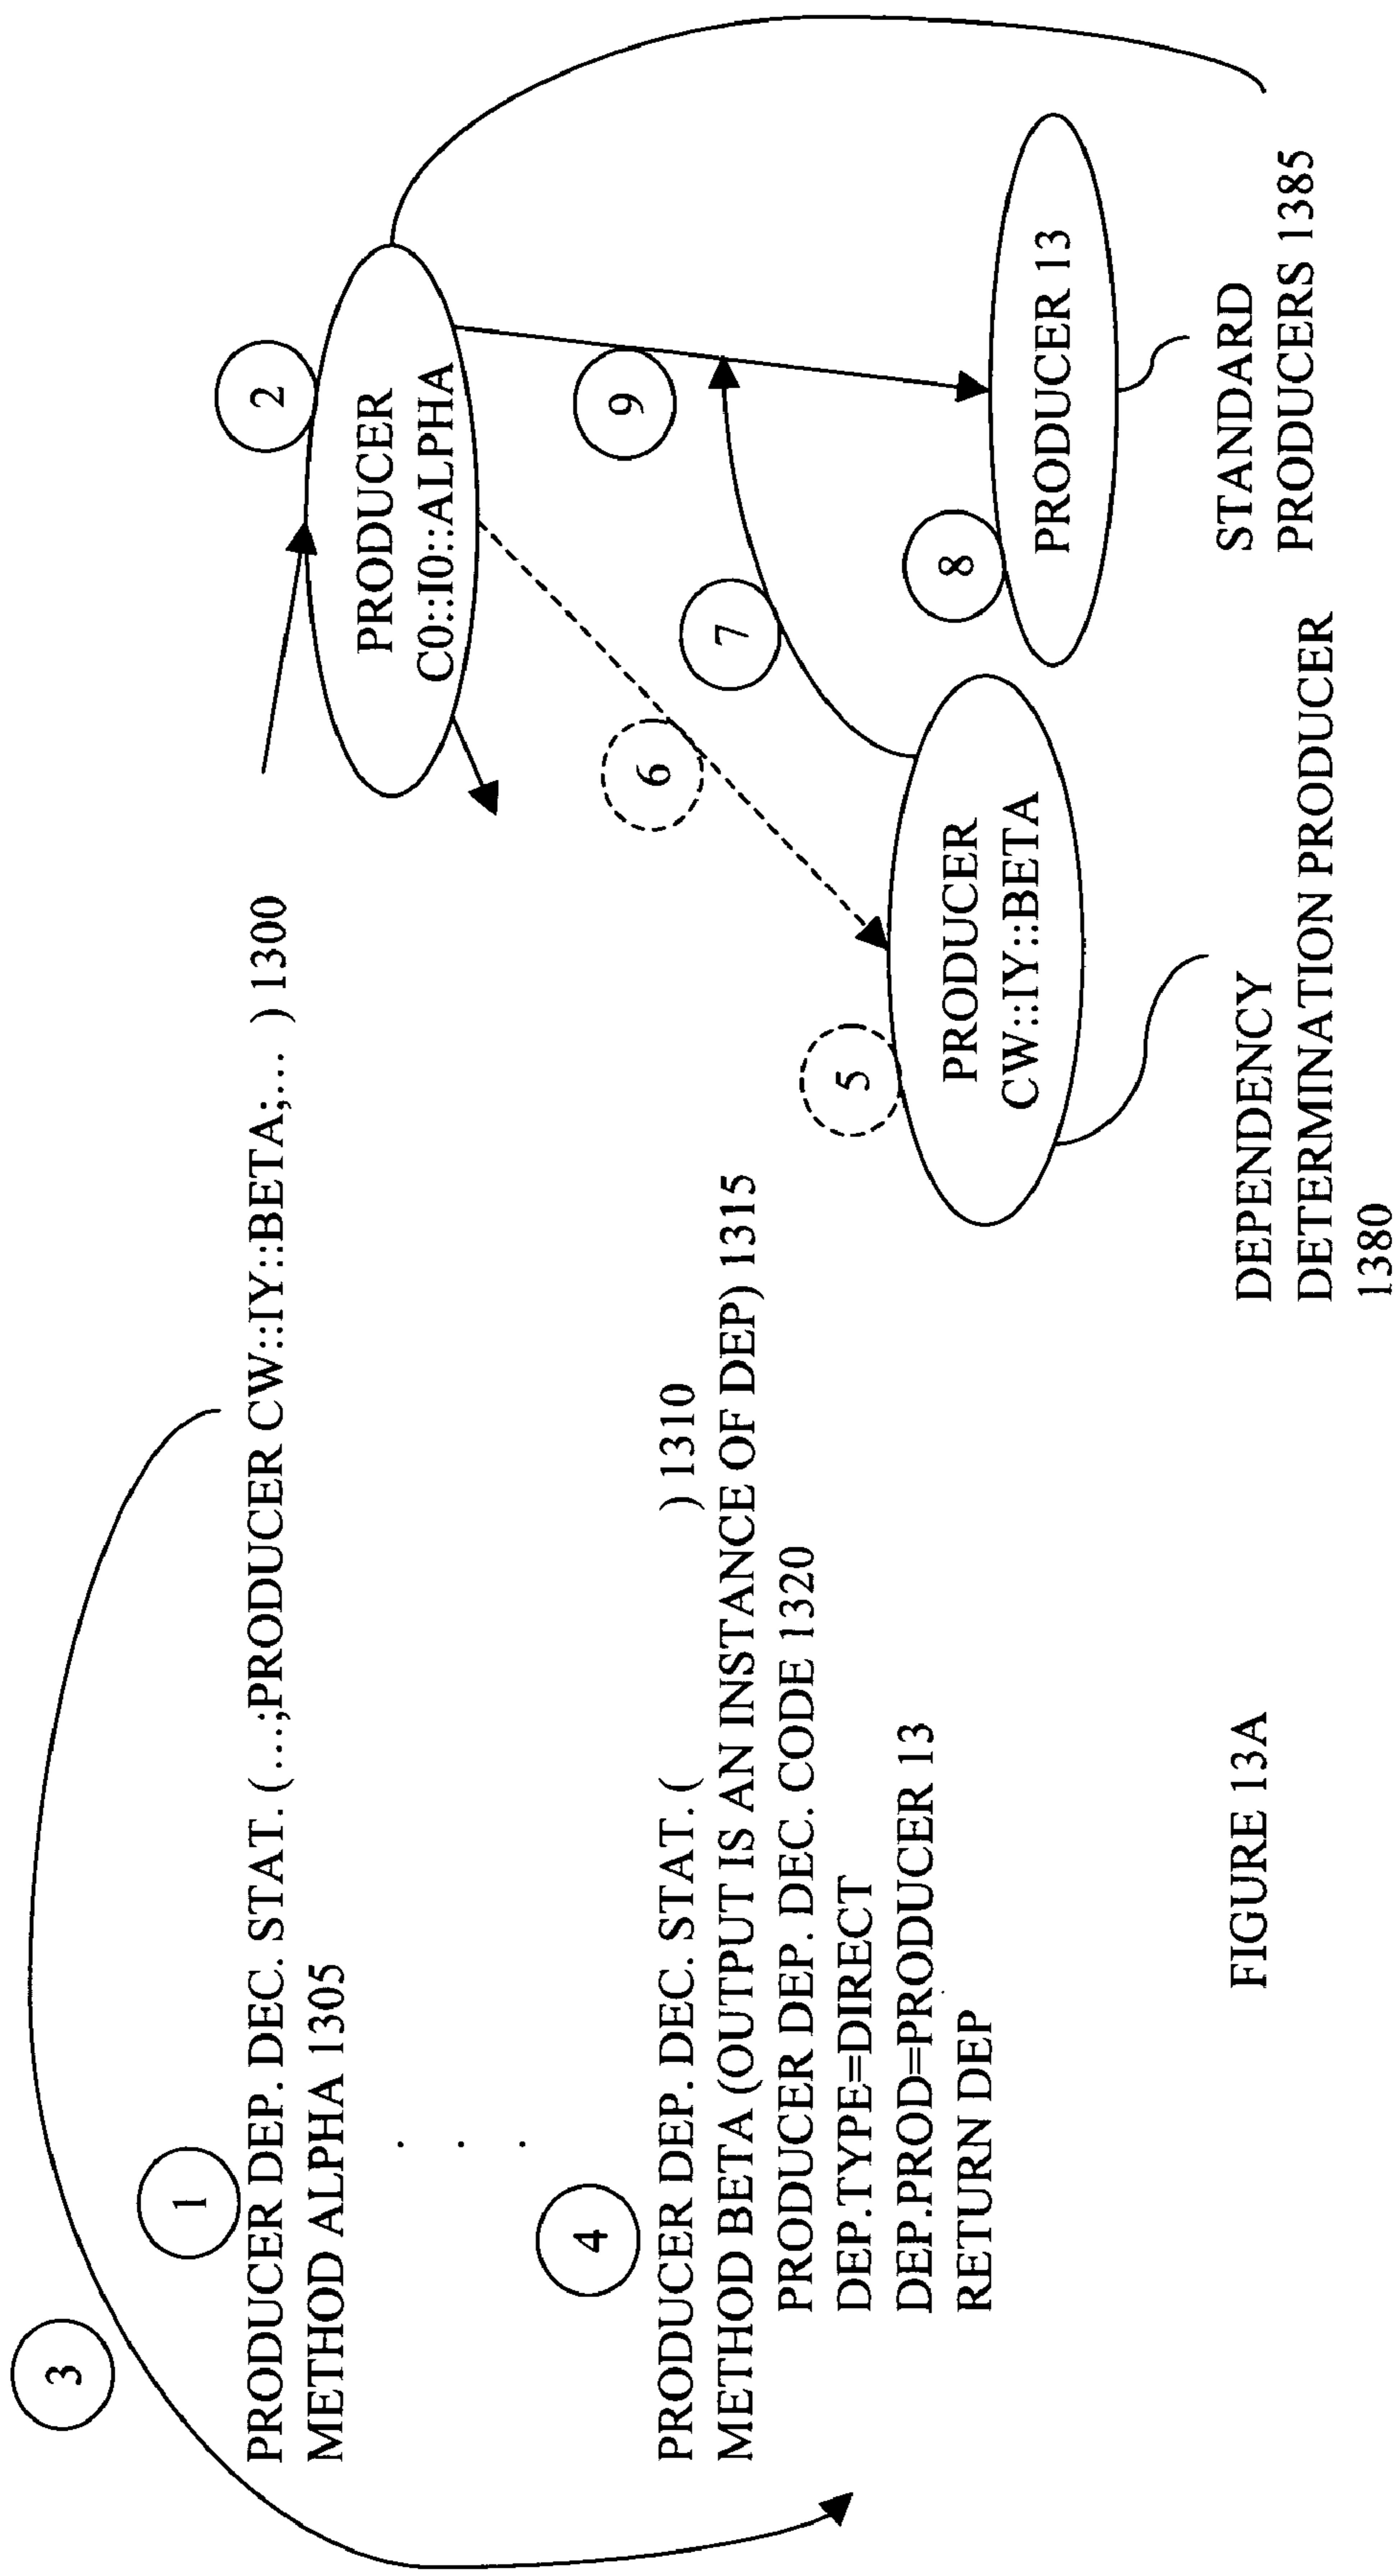 3
1
PRODUCER DEP. DEC. STAT. (...;PRODUCER CW::IY::BETA;... ) 1300
METHOD ALPHA 1305
.
.
.
4
PRODUCER DEP. DEC. STAT. ( ) 1310
METHOD BETA (OUTPUT IS AN INSTANCE OF DEP) 1315
PRODUCER DEP. DEC. CODE 1320
DEP.TYPE=DIRECT
DEP.PROD=PRODUCER 13
RETURN DEP
2
PRODUCER
C0::I0::ALPHA
9
6
7
5
PRODUCER
CW::IY::BETA
8
PRODUCER 13
DEPENDENCY
DETERMINATION PRODUCER
1380
STANDARD
PRODUCERS 1385
FIGURE 13A